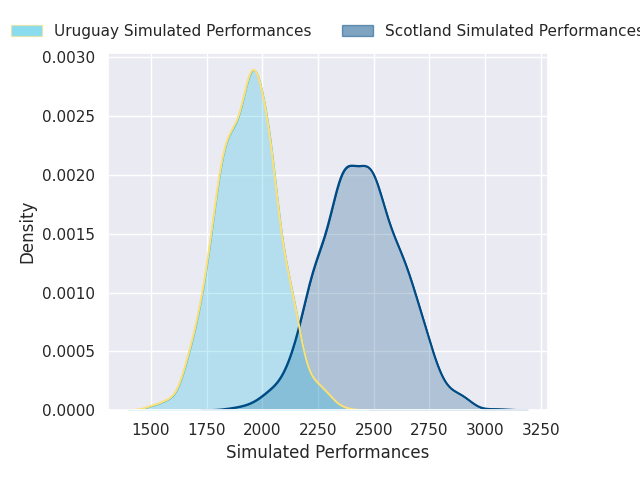 Uruguay Simulated Performances Scotland Simulated Performances
0.0030
0.0025
0.0020
0.0015
0.0010
0.0005
0.0000
Density
1500 1750 2000 2250 2500 2750 3000 3250
Simulated Performances